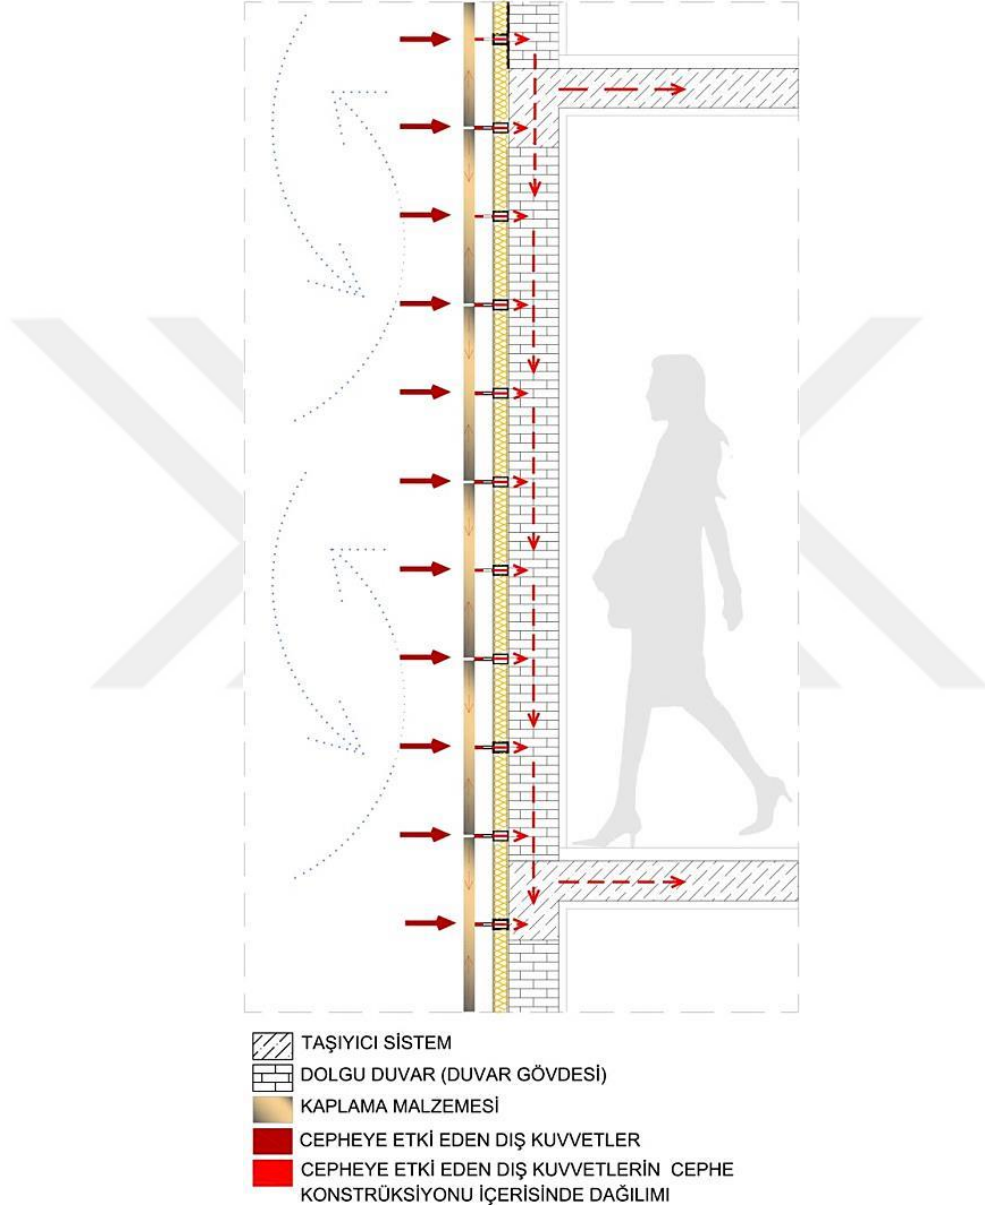 TAŞIYICI SİSTEM
DOLGU DUVAR (DUVAR GÖVDESİ)
KAPLAMA MALZEMESİ
CEPHEYE ETKİ EDEN DIŞ KUVVETLER
CEPHEYE ETKİ EDEN DIŞ KUVVETLERİN CEPHE
KONSTRÜKSİYONU İÇERİSİNDE DAĞILIMI